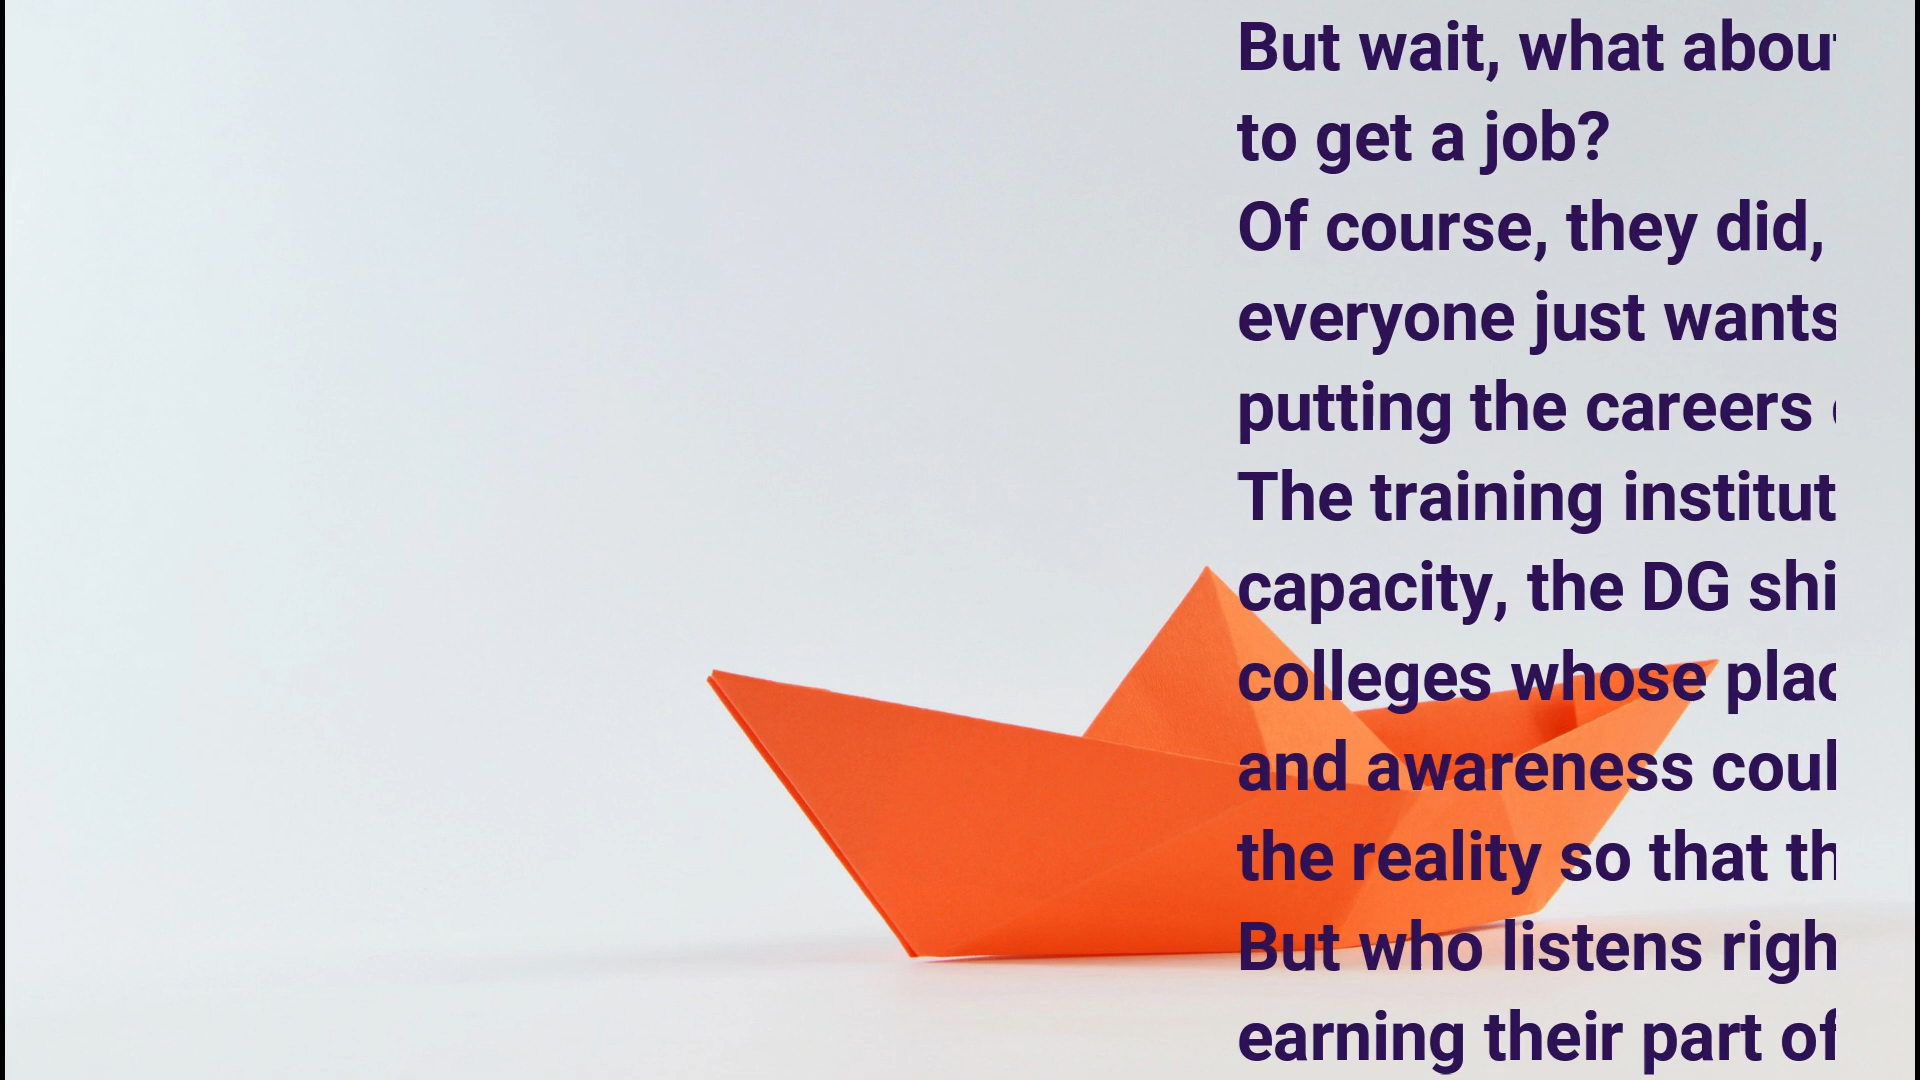 But wait, what about
to get a job?
Of course, they did,
everyone just wants
putting the careers
The training institut
capacity, the DG shi
colleges whose plac
and awareness coul
the reality so that th
But who listens righ
earning their part of